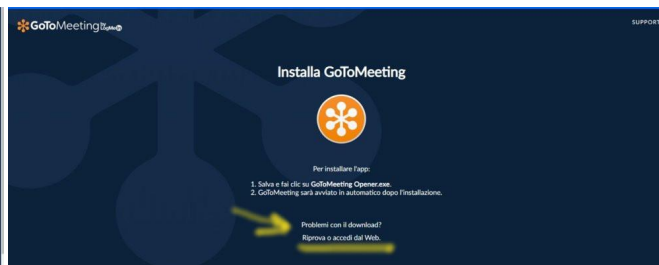 GoToMeeting by LogMeIn
SUPPORT
Installa GoToMeeting
Per installare l'app:
1. Salva e fai clic su GoToMeeting Opener.exe.
2. GoToMeeting sarà avviato in automatico dopo l'installazione.
Problemi con il download?
Riprova o accedi dal Web.